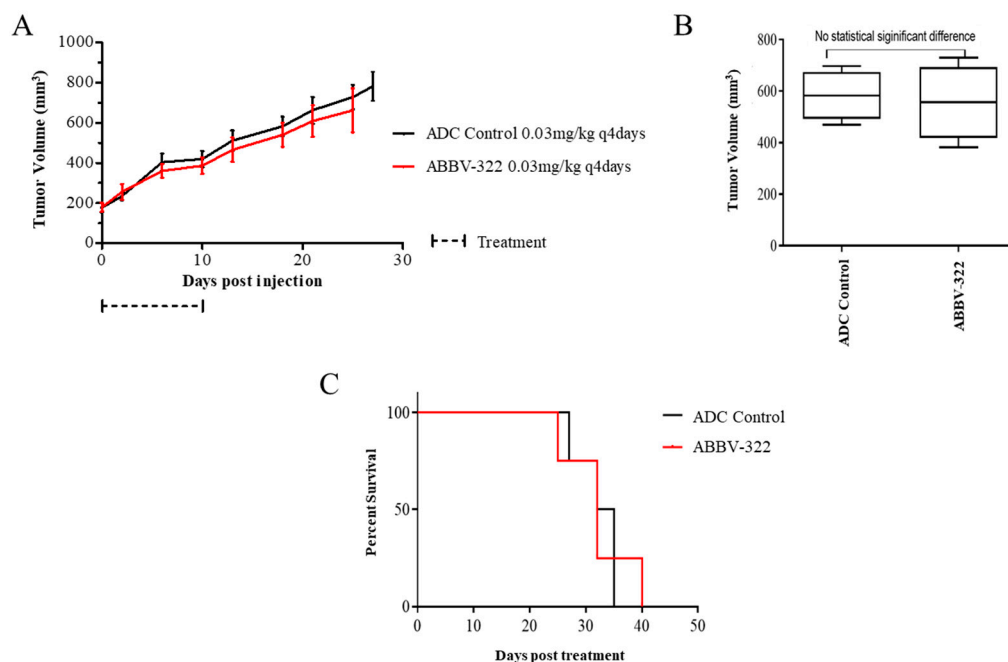 A
Tumor Volume (mm3)
1000
800
600
400
200
0
0
10
20
30
Days post injection
ADC Control 0.03mg/kg q4days
ABBV-322 0.03mg/kg q4days
Treatment
B
No statistical siginificant difference
Tumor Volume (mm3)
800
600
400
200
0
ADC Control
ABBV-322
C
Percent Survival
100
50
0
0
10
20
30
40
50
Days post treatment
ADC Control
ABBV-322